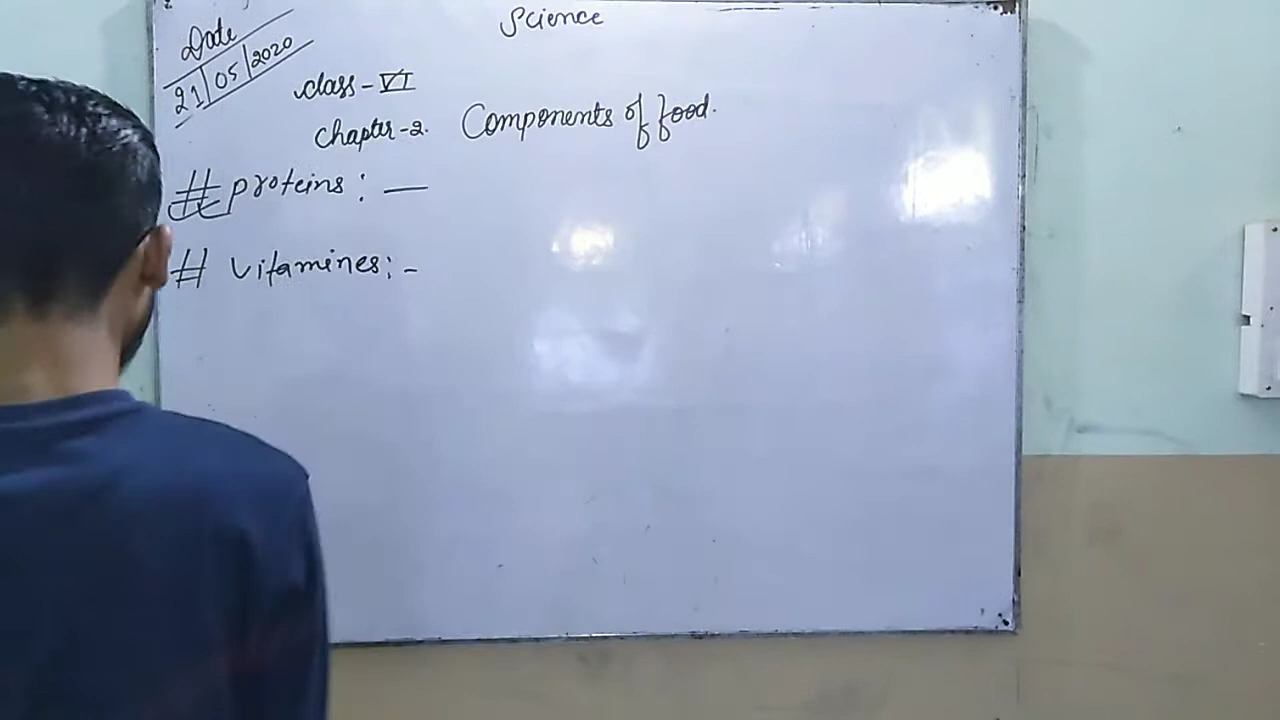 Science
Date
21/05/2020
class - VI
Chapter - 2. Components of food.
# proteins : —
# vitamines : -